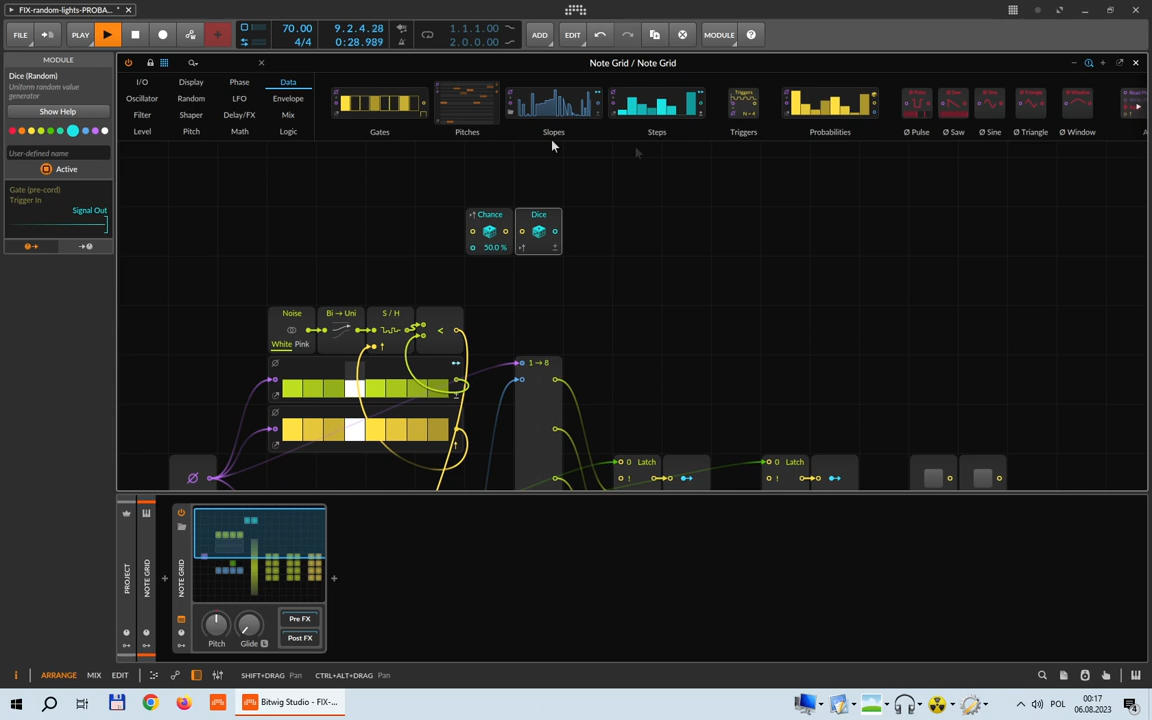 FIX-random-lights-PROBA... *
FILE
PLAY
70.00
4/4
9.2.4.28
0:28.989
1.1.1.00
2.0.0.00
ADD
EDIT
MODULE
MODULE
Dice (Random)
Uniform random value
generator
Show Help
User-defined name
Active
Gate (pre-cord)
Trigger In
Signal Out
Note Grid / Note Grid
I/O Display Phase Data
Oscillator Random LFO Envelope
Filter Shaper Delay/FX Mix
Level Pitch Math Logic
Triggers
N = 4
Gates Pitches Slopes Steps Triggers Probabilities Ø Pulse Ø Saw Ø Sine Ø Triangle Ø Window
Chance Dice
50.0 %
Noise Bi → Uni S / H
<
White Pink
1 → 8
0 Latch 0 Latch
Ø
PROJECT
NOTE GRID
NOTE GRID
Pitch Glide L
Pre FX
Post FX
ARRANGE MIX EDIT
SHIFT+DRAG Pan CTRL+ALT+DRAG Pan
Bitwig Studio - FIX-...
POL
00:17
06.08.2023
4